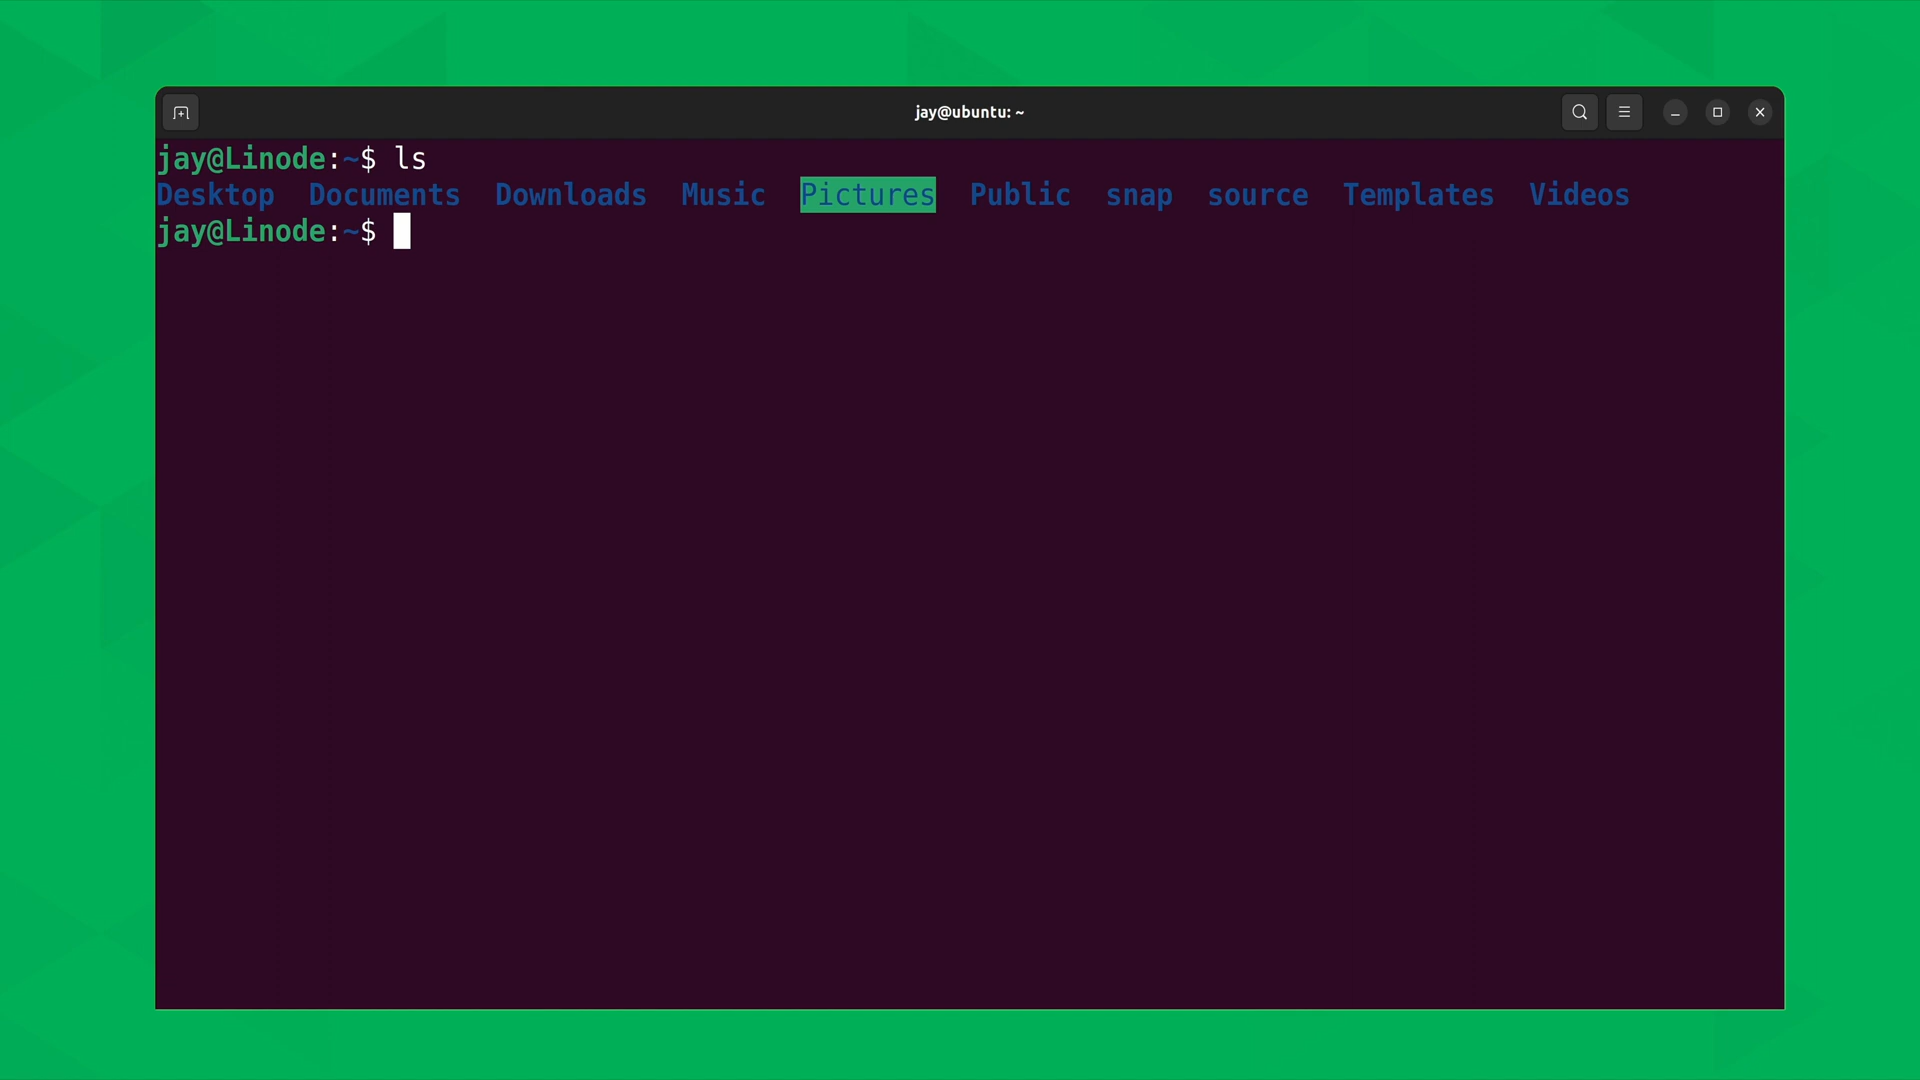 jay@ubuntu: ~
jay@Linode:~$ ls
Desktop  Documents  Downloads  Music  Pictures  Public  snap  source  Templates  Videos
jay@Linode:~$